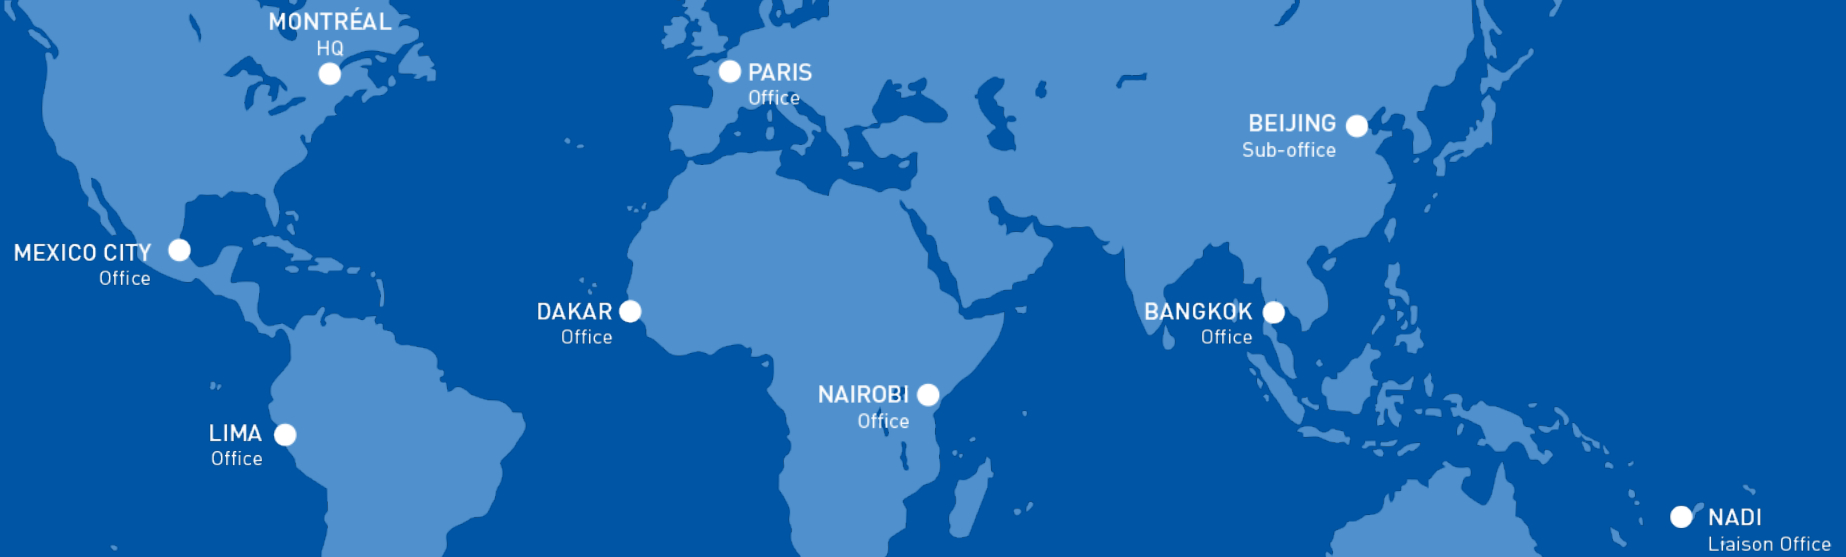 MONTRÉAL
HQ
PARIS
Office
BEIJING
Sub-office
MEXICO CITY
Office
DAKAR
Office
BANGKOK
Office
NAIROBI
Office
LIMA
Office
NADI
Liaison Office